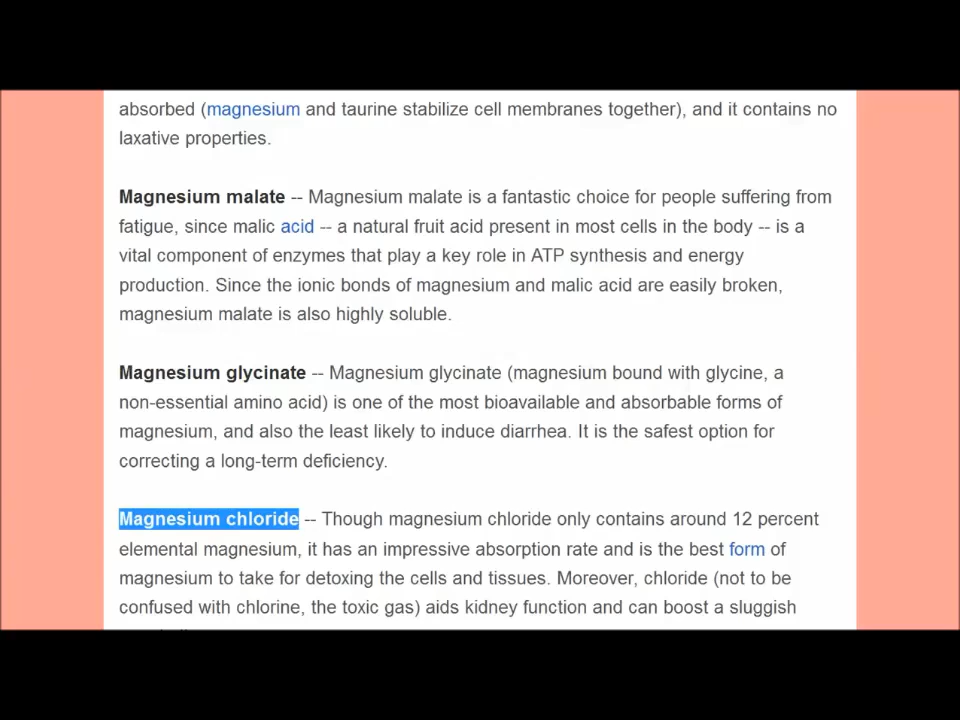 absorbed (magnesium and taurine stabilize cell membranes together), and it contains no
laxative properties.
Magnesium malate -- Magnesium malate is a fantastic choice for people suffering from
fatigue, since malic acid -- a natural fruit acid present in most cells in the body -- is a
vital component of enzymes that play a key role in ATP synthesis and energy
production. Since the ionic bonds of magnesium and malic acid are easily broken,
magnesium malate is also highly soluble.
Magnesium glycinate -- Magnesium glycinate (magnesium bound with glycine, a
non-essential amino acid) is one of the most bioavailable and absorbable forms of
magnesium, and also the least likely to induce diarrhea. It is the safest option for
correcting a long-term deficiency.
Magnesium chloride -- Though magnesium chloride only contains around 12 percent
elemental magnesium, it has an impressive absorption rate and is the best form of
magnesium to take for detoxing the cells and tissues. Moreover, chloride (not to be
confused with chlorine, the toxic gas) aids kidney function and can boost a sluggish